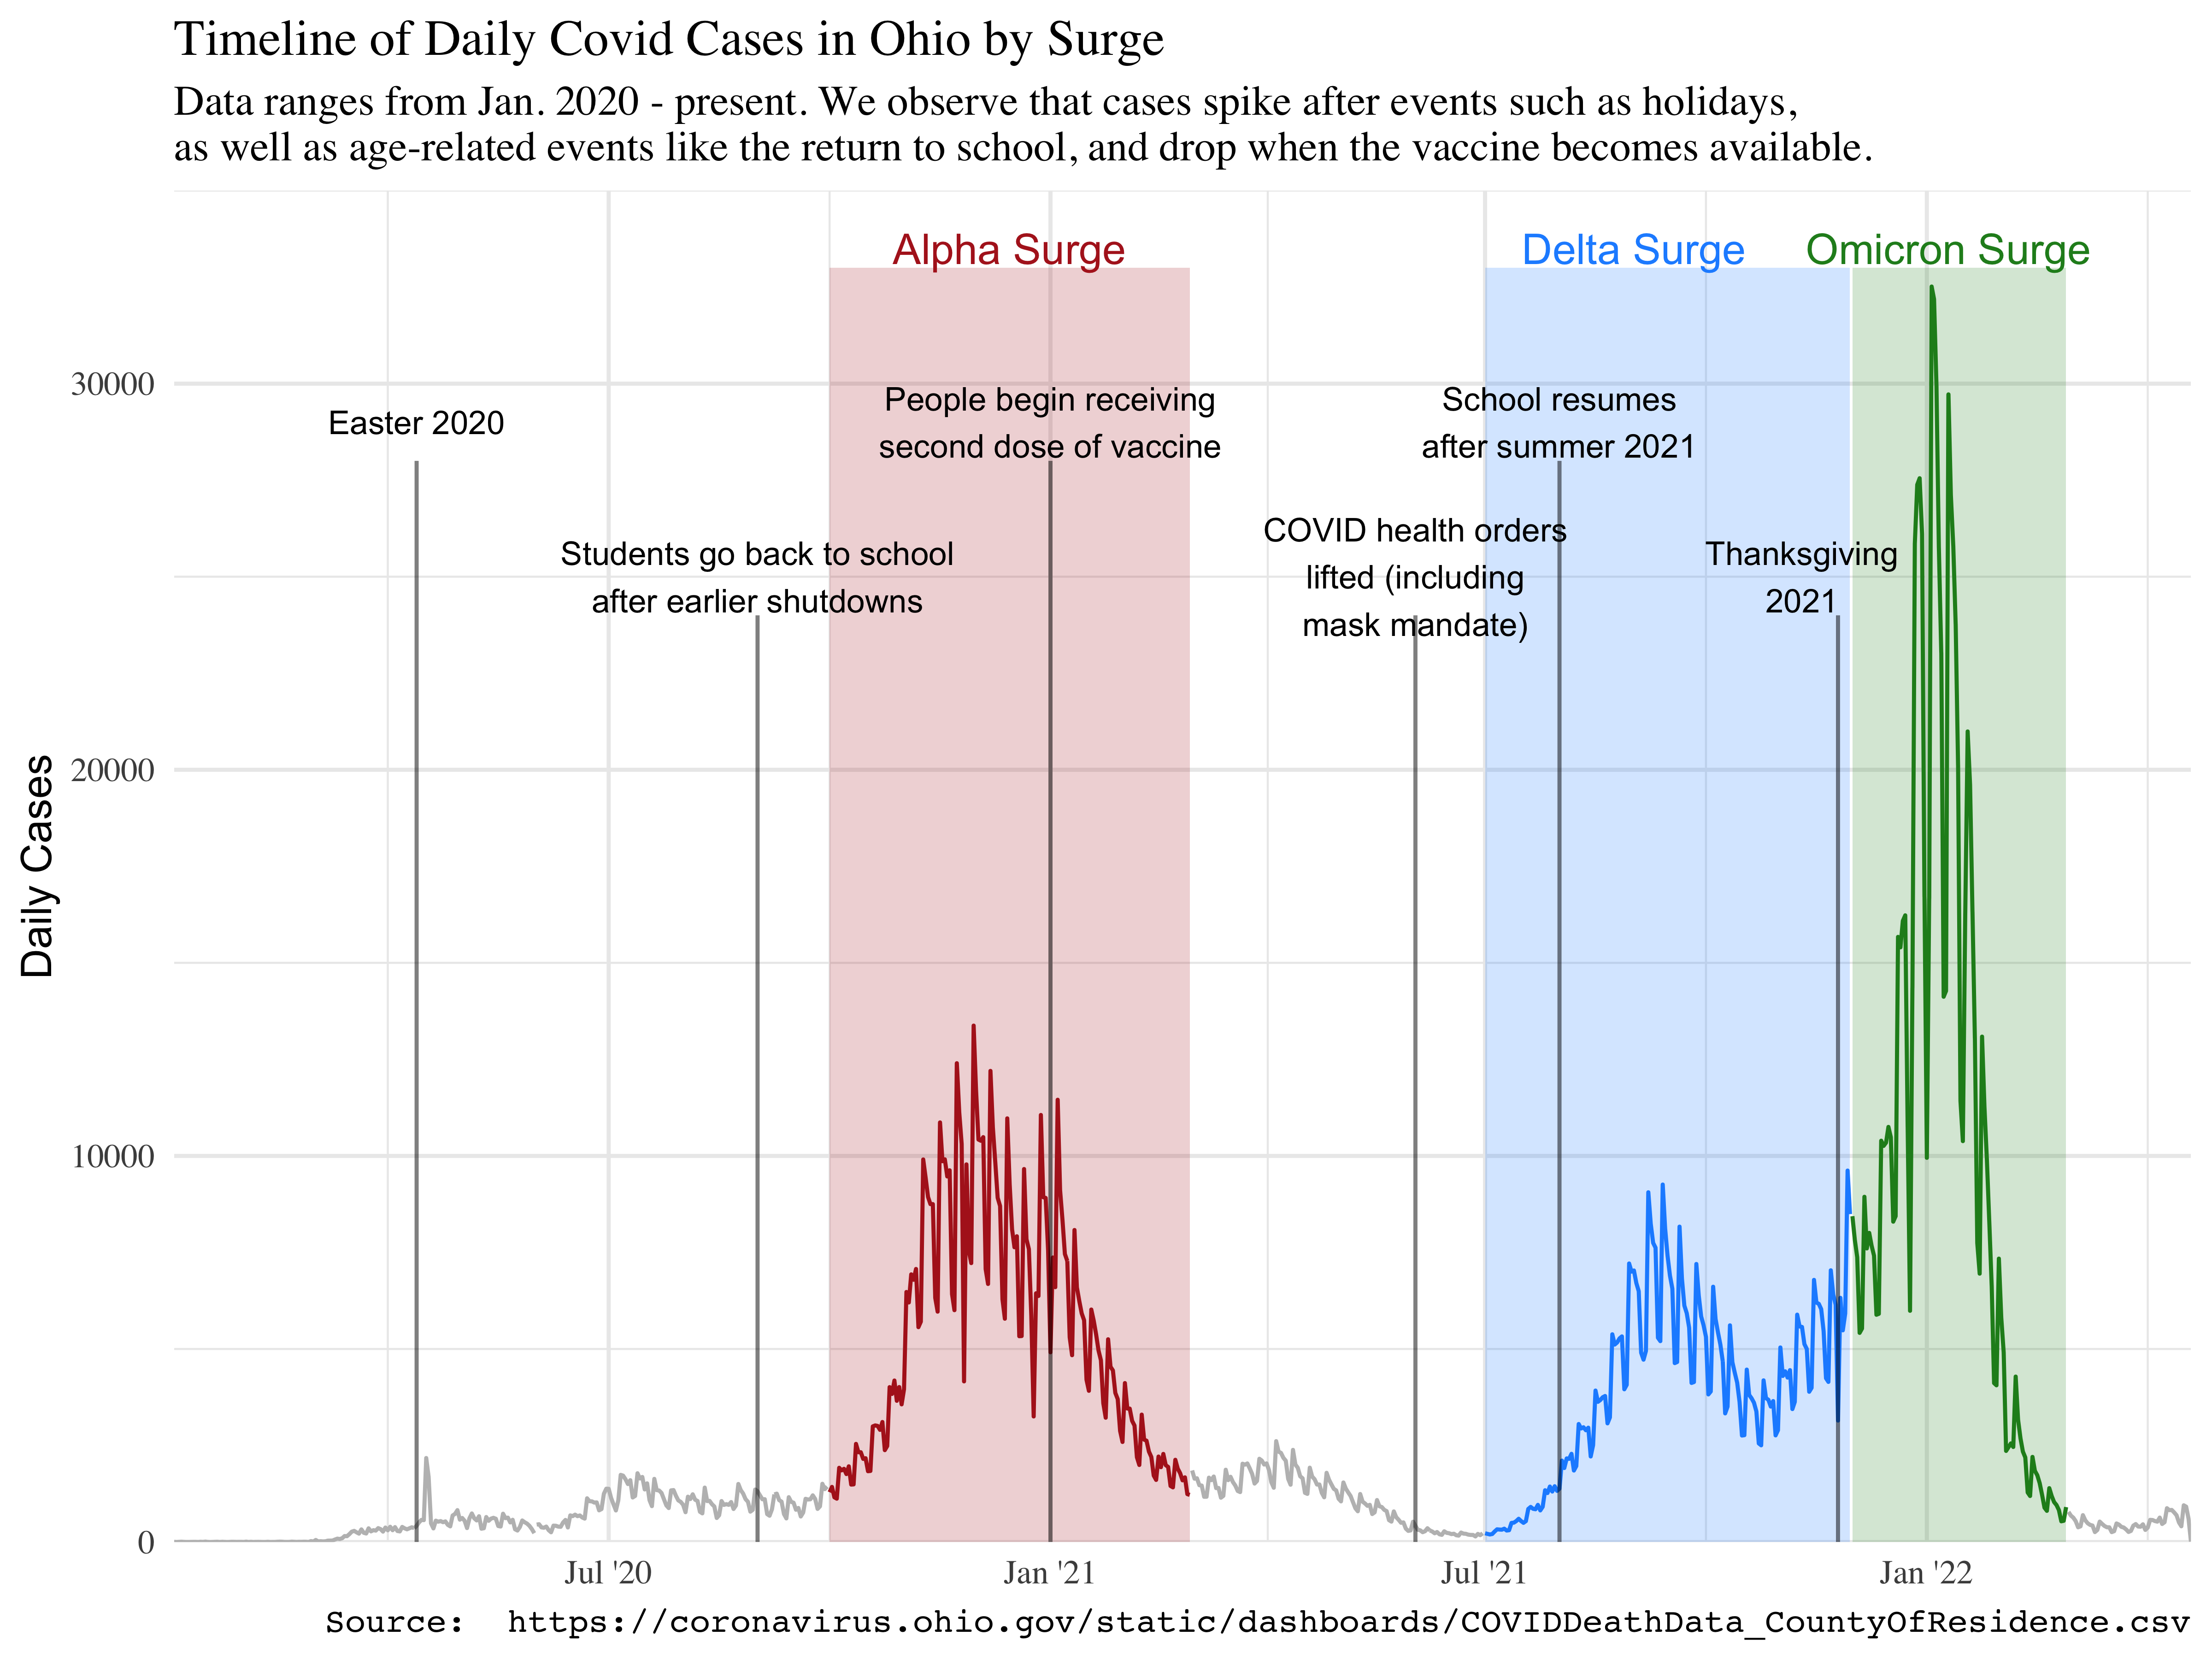 Timeline of Daily Covid Cases in Ohio by Surge
Data ranges from Jan. 2020 - present. We observe that cases spike after events such as holidays,
as well as age-related events like the return to school, and drop when the vaccine becomes available.
Alpha Surge
Delta Surge
Omicron Surge
30000
20000
10000
0
Daily Cases
Easter 2020
Students go back to school
after earlier shutdowns
People begin receiving
second dose of vaccine
COVID health orders
lifted (including
mask mandate)
School resumes
after summer 2021
Thanksgiving
2021
Jul '20
Jan '21
Jul '21
Jan '22
Source:  https://coronavirus.ohio.gov/static/dashboards/COVIDDeathData_CountyOfResidence.csv